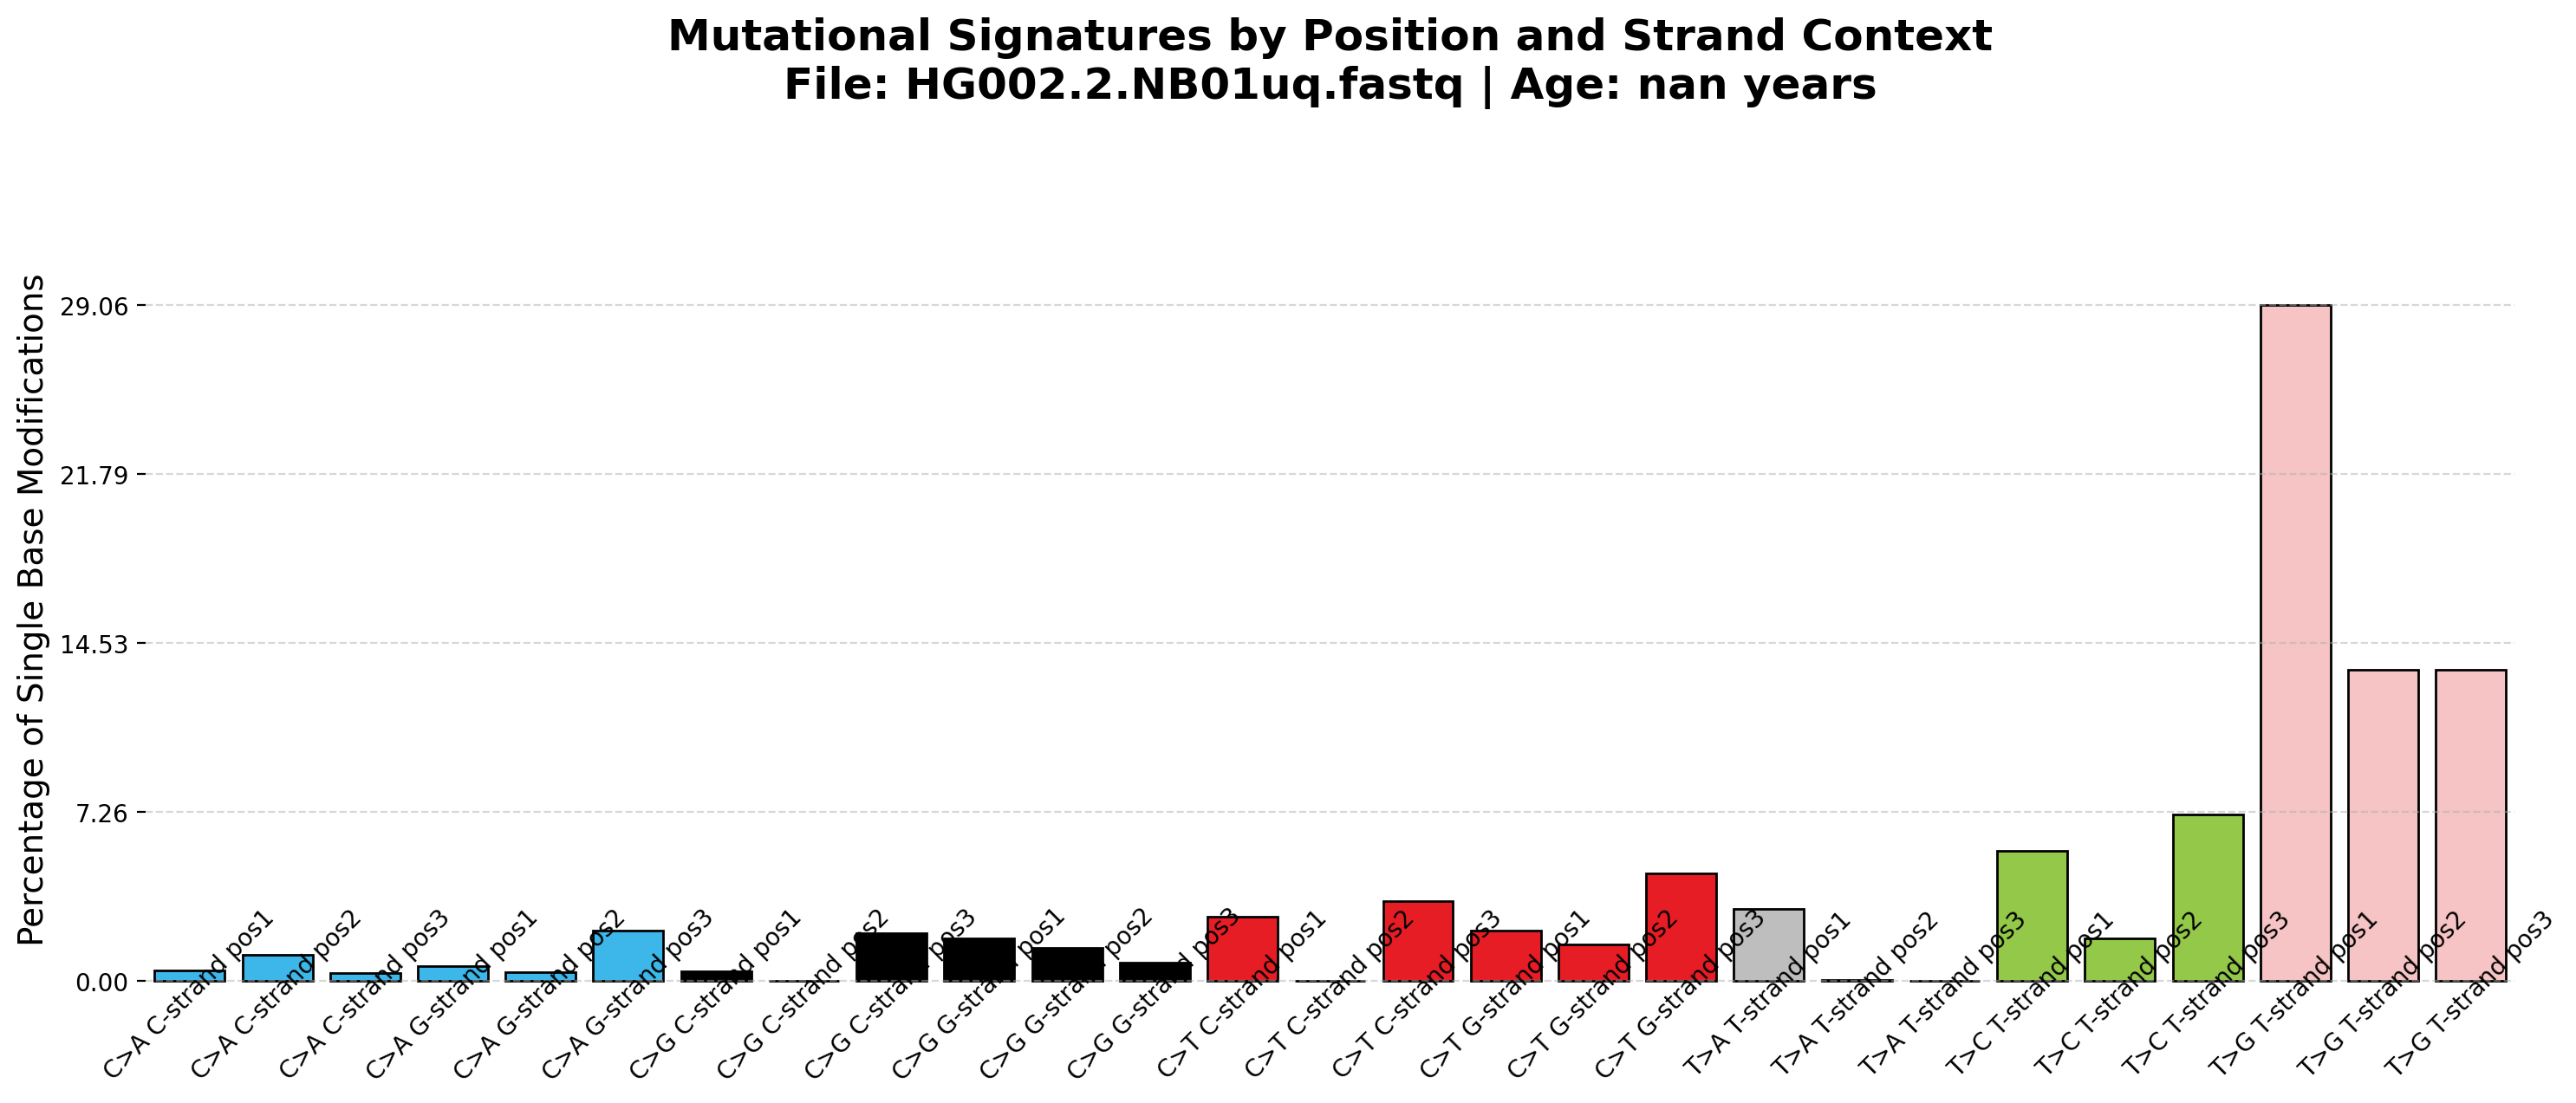 Mutational Signatures by Position and Strand Context
File: HG002.2.NB01uq.fastq | Age: nan years
Percentage of Single Base Modifications
29.06
21.79
14.53
7.26
0.00
C>A C-strand pos1
C>A C-strand pos2
C>A C-strand pos3
C>A G-strand pos1
C>A G-strand pos2
C>A G-strand pos3
C>G C-strand pos1
C>G C-strand pos2
C>G C-strand pos3
C>G G-strand pos1
C>G G-strand pos2
C>G G-strand pos3
C>T C-strand pos1
C>T C-strand pos2
C>T C-strand pos3
C>T G-strand pos1
C>T G-strand pos2
C>T G-strand pos3
T>A T-strand pos1
T>A T-strand pos2
T>A T-strand pos3
T>C T-strand pos1
T>C T-strand pos2
T>C T-strand pos3
T>G T-strand pos1
T>G T-strand pos2
T>G T-strand pos3